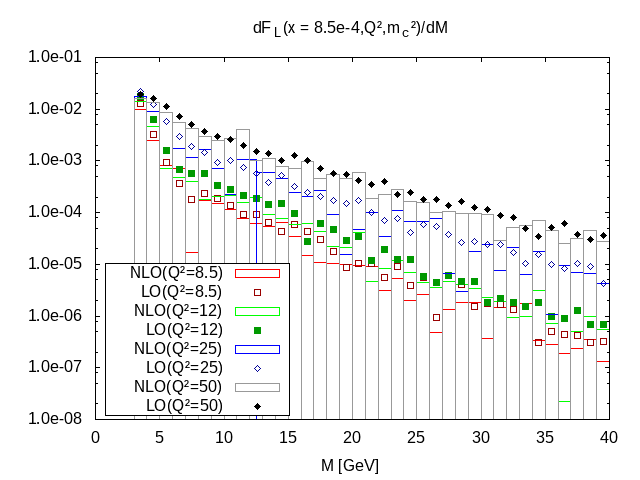 dF_L(x = 8.5e-4,Q²,m_c²)/dM
1.0e-01
1.0e-02
1.0e-03
1.0e-04
1.0e-05
1.0e-06
1.0e-07
1.0e-08
NLO(Q²=8.5)
LO(Q²=8.5)
NLO(Q²=12)
LO(Q²=12)
NLO(Q²=25)
LO(Q²=25)
NLO(Q²=50)
LO(Q²=50)
0 5 10 15 20 25 30 35 40
M [GeV]